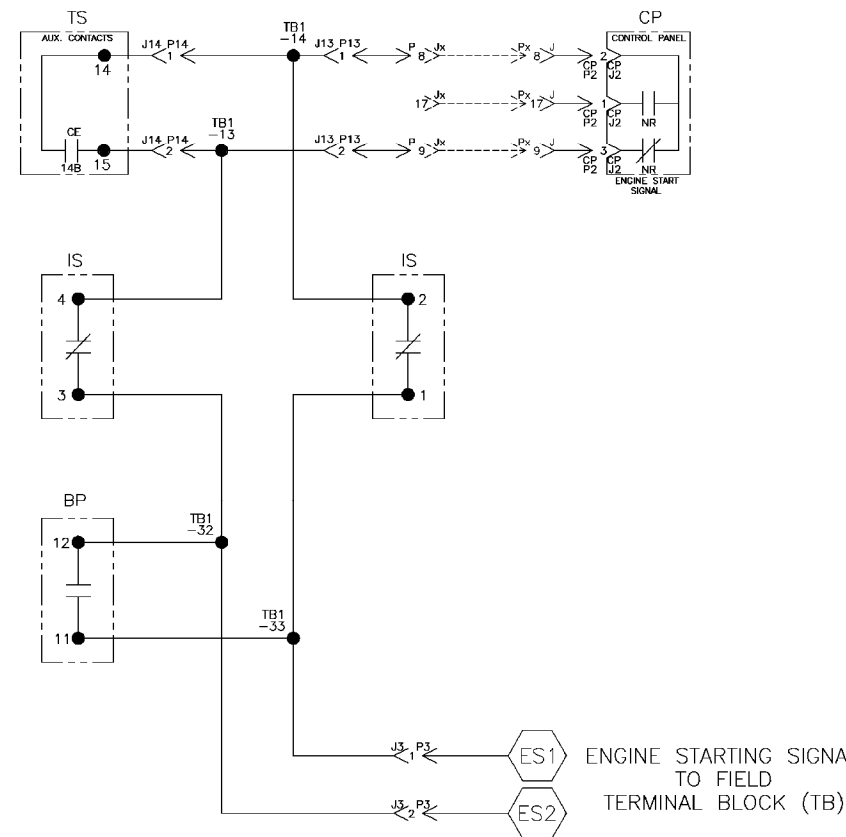 TS
AUX. CONTACTS
14
CE
14B
15
J14 P14
1
J14 P14
2
TB1
-14
TB1
-13
J13 P13
1
J13 P13
2
P Jx
8
17 Jx
P Jx
9
Px J
8
Px J
17
Px J
9
CP
CONTROL PANEL
2
CP CP
P2 J2
1
CP CP
P2 J2
NR
3
CP CP
P2 J2
NR
ENGINE START
SIGNAL
IS
4
3
IS
2
1
BP
12
11
TB1
-32
TB1
-33
J3 P3
1
ES1
J3 P3
2
ES2
ENGINE STARTING SIGNA
TO FIELD
TERMINAL BLOCK (TB)